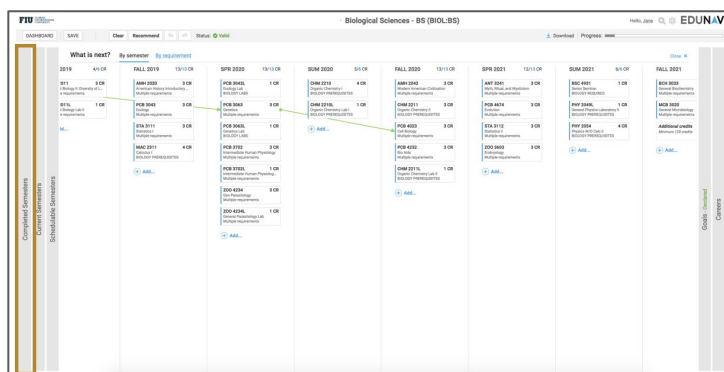 FIU
Biological Sciences - BS (BIOL:BS)
Hello, Jane
EDUNAV
DASHBOARD
SAVE
Clear
Recommend
Status: Valid
Download
Progress:
What is next?
By semester
By requirement
Close ×
Completed Semesters
Current Semesters
Schedulable Semesters
2019 4/6 CR
3 CR
1 CR
FALL 2019 13/13 CR
AMH 2020 3 CR
American History Introductory...
Multiple requirements
PCB 3043 3 CR
Ecology
Multiple requirements
STA 3111 3 CR
Statistics I
Multiple requirements
MAC 2311 4 CR
Calculus I
BIOLOGY PREREQUISITES
Add...
SPR 2020 13/13 CR
PCB 3043L 1 CR
Ecology Lab
Multiple requirements
PCB 3063 3 CR
Genetics
Multiple requirements
PCB 3063L 1 CR
Genetics Lab
BIOLOGY LABS
PCB 3702 3 CR
Intermediate Human Physiology
Multiple requirements
PCB 3702L 1 CR
Intermediate Human Physiolog...
Multiple requirements
ZOO 4234 3 CR
Gen Parasitology
Multiple requirements
ZOO 4234L 1 CR
General Parasitology Lab
Multiple requirements
Add...
SUM 2020 5/6 CR
CHM 2210 4 CR
Organic Chemistry I
BIOLOGY PREREQUISITES
CHM 2210L 1 CR
Organic Chemistry Lab I
BIOLOGY PREREQUISITES
Add...
FALL 2020 13/13 CR
AMH 2042 3 CR
Modern American Civilization
Multiple requirements
CHM 2211 3 CR
Organic Chemistry II
BIOLOGY PREREQUISITES
PCB 4023 3 CR
Cell Biology
Multiple requirements
PCB 4232 3 CR
Multiple requirements
CHM 2211L 1 CR
Organic Chemistry Lab II
BIOLOGY PREREQUISITES
Add...
SPR 2021 12/13 CR
ANT 3241 3 CR
Myth, Ritual, and Mysticism
Multiple requirements
PCB 4674 3 CR
Evolution
Multiple requirements
STA 3112 3 CR
Statistics II
Multiple requirements
ZOO 3603 3 CR
Multiple requirements
Add...
SUM 2021 6/6 CR
BSC 4931 1 CR
Senior Seminar
BIOLOGY REQUIRED
PHY 2049L 1 CR
General Physics Laboratory II
BIOLOGY PREREQUISITES
PHY 2054 4 CR
Physics W/O Calc II
BIOLOGY PREREQUISITES
Add...
FALL 2021
BCH 3033
General Biochemistry
Multiple requirements
MCB 3020
General Microbiology
Multiple requirements
Additional credits
Minimum 120 credits
Add...
Goals - Declared
Careers